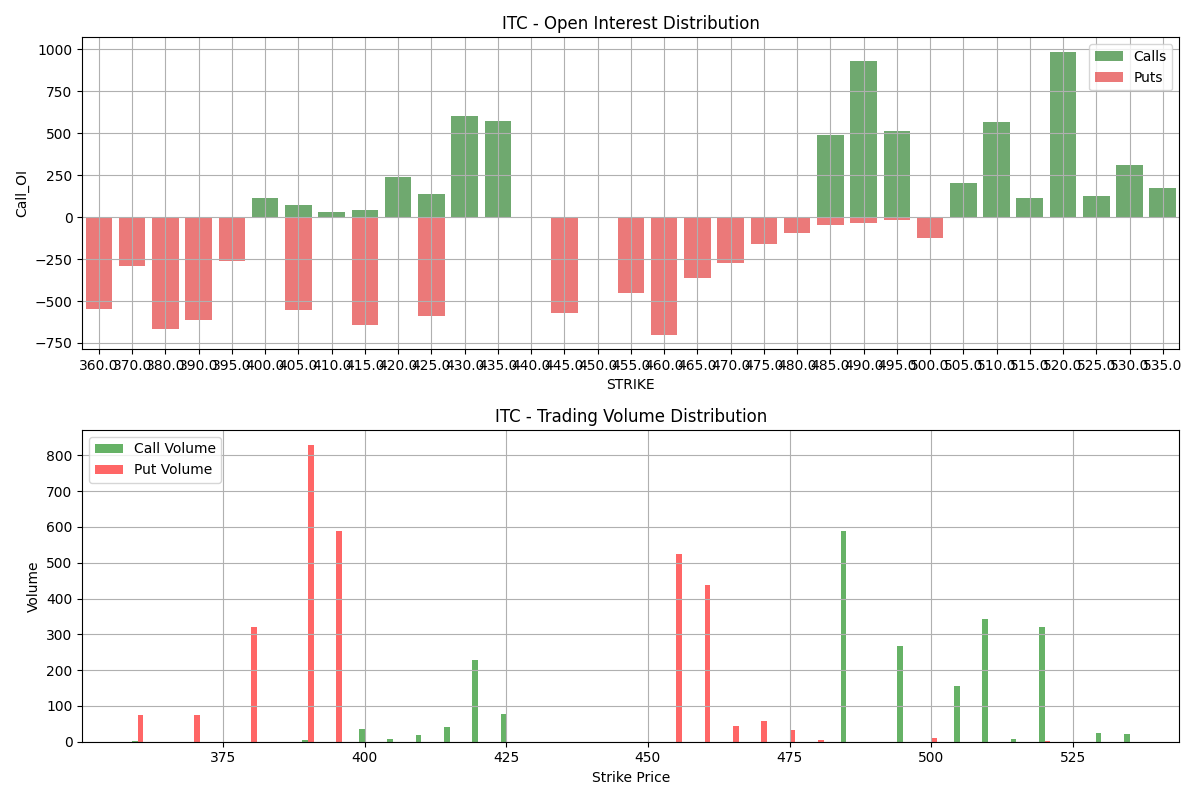 ITC - Open Interest Distribution
1000
750
500
250
0
−250
−500
−750
Call_OI
Calls
Puts
360.0 370.0 380.0 390.0 395.0 400.0 405.0 410.0 415.0 420.0 425.0 430.0 435.0 440.0 445.0 450.0 455.0 460.0 465.0 470.0 475.0 480.0 485.0 490.0 495.0 500.0 505.0 510.0 515.0 520.0 525.0 530.0 535.0
STRIKE
ITC - Trading Volume Distribution
800
700
600
500
400
300
200
100
0
Volume
Call Volume
Put Volume
375 400 425 450 475 500 525
Strike Price